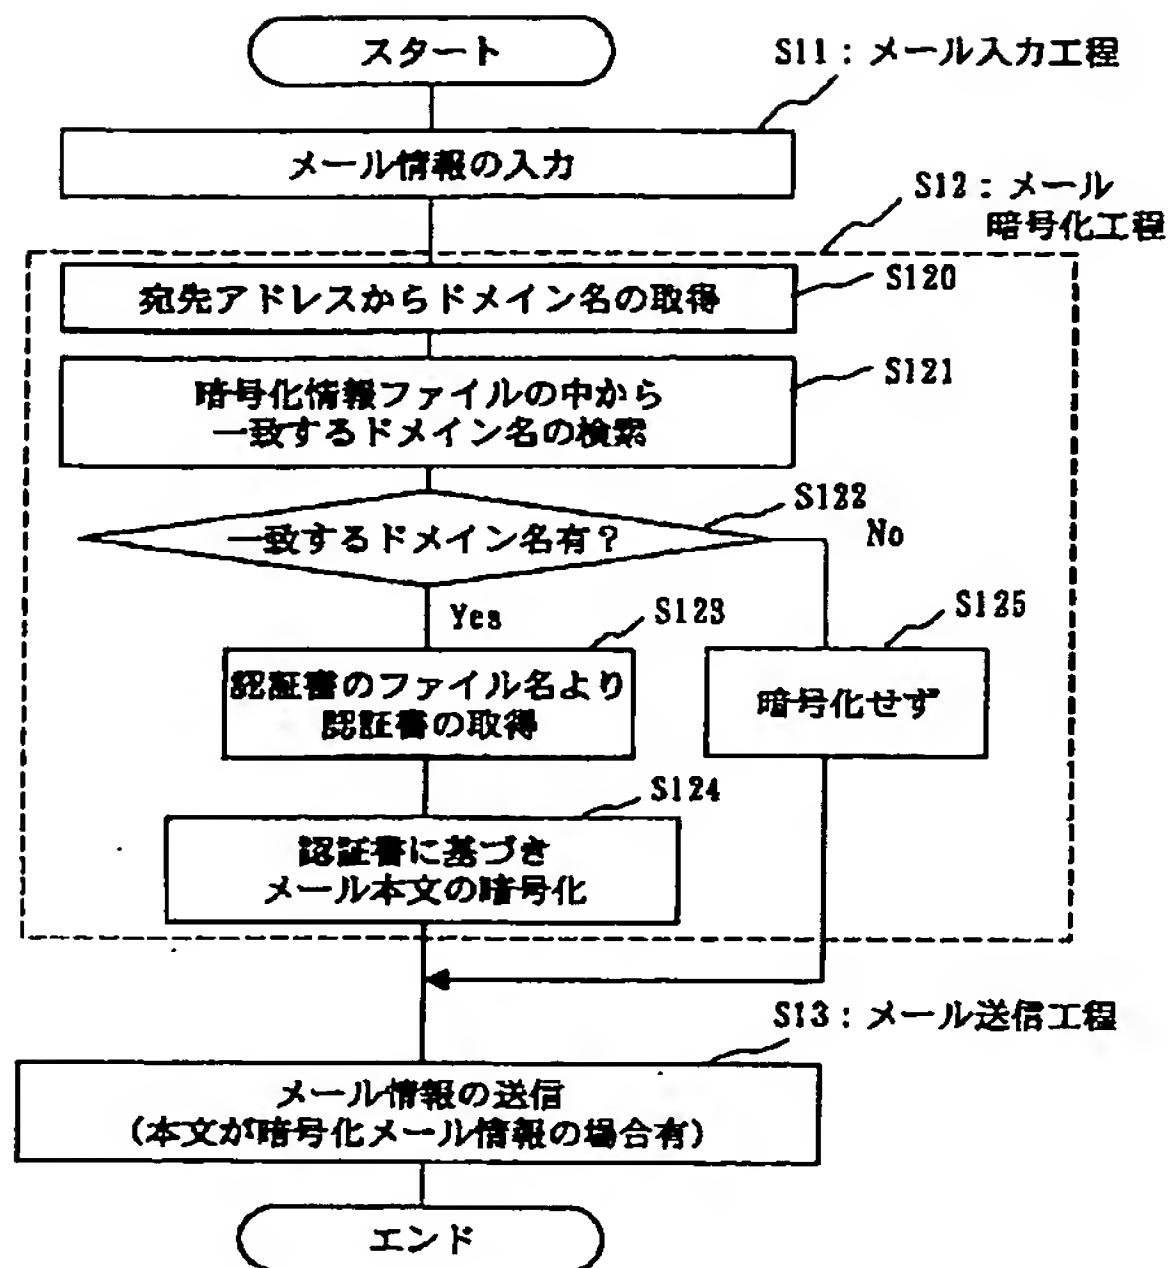 スタート
S11：メール入力工程
メール情報の入力
S12：メール
暗号化工程
S120
宛先アドレスからドメイン名の取得
S121
暗号化情報ファイルの中から
一致するドメイン名の検索
S122
一致するドメイン名有？
No
Yes
S123
S125
認証書のファイル名より
認証書の取得
暗号化せず
S124
認証書に基づき
メール本文の暗号化
S13：メール送信工程
メール情報の送信
（本文が暗号化メール情報の場合有）
エンド